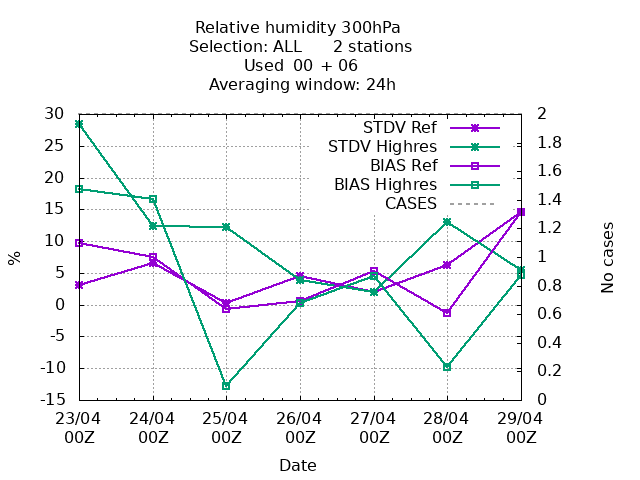 Relative humidity 300hPa
Selection: ALL 2 stations
Used 00 + 06
Averaging window: 24h
30
25
20
15
10
5
0
-5
-10
-15
%
STDV Ref
STDV Highres
BIAS Ref
BIAS Highres
CASES
2
1.8
1.6
1.4
1.2
1
0.8
0.6
0.4
0.2
0
No cases
23/04 24/04 25/04 26/04 27/04 28/04 29/04
00Z 00Z 00Z 00Z 00Z 00Z 00Z
Date